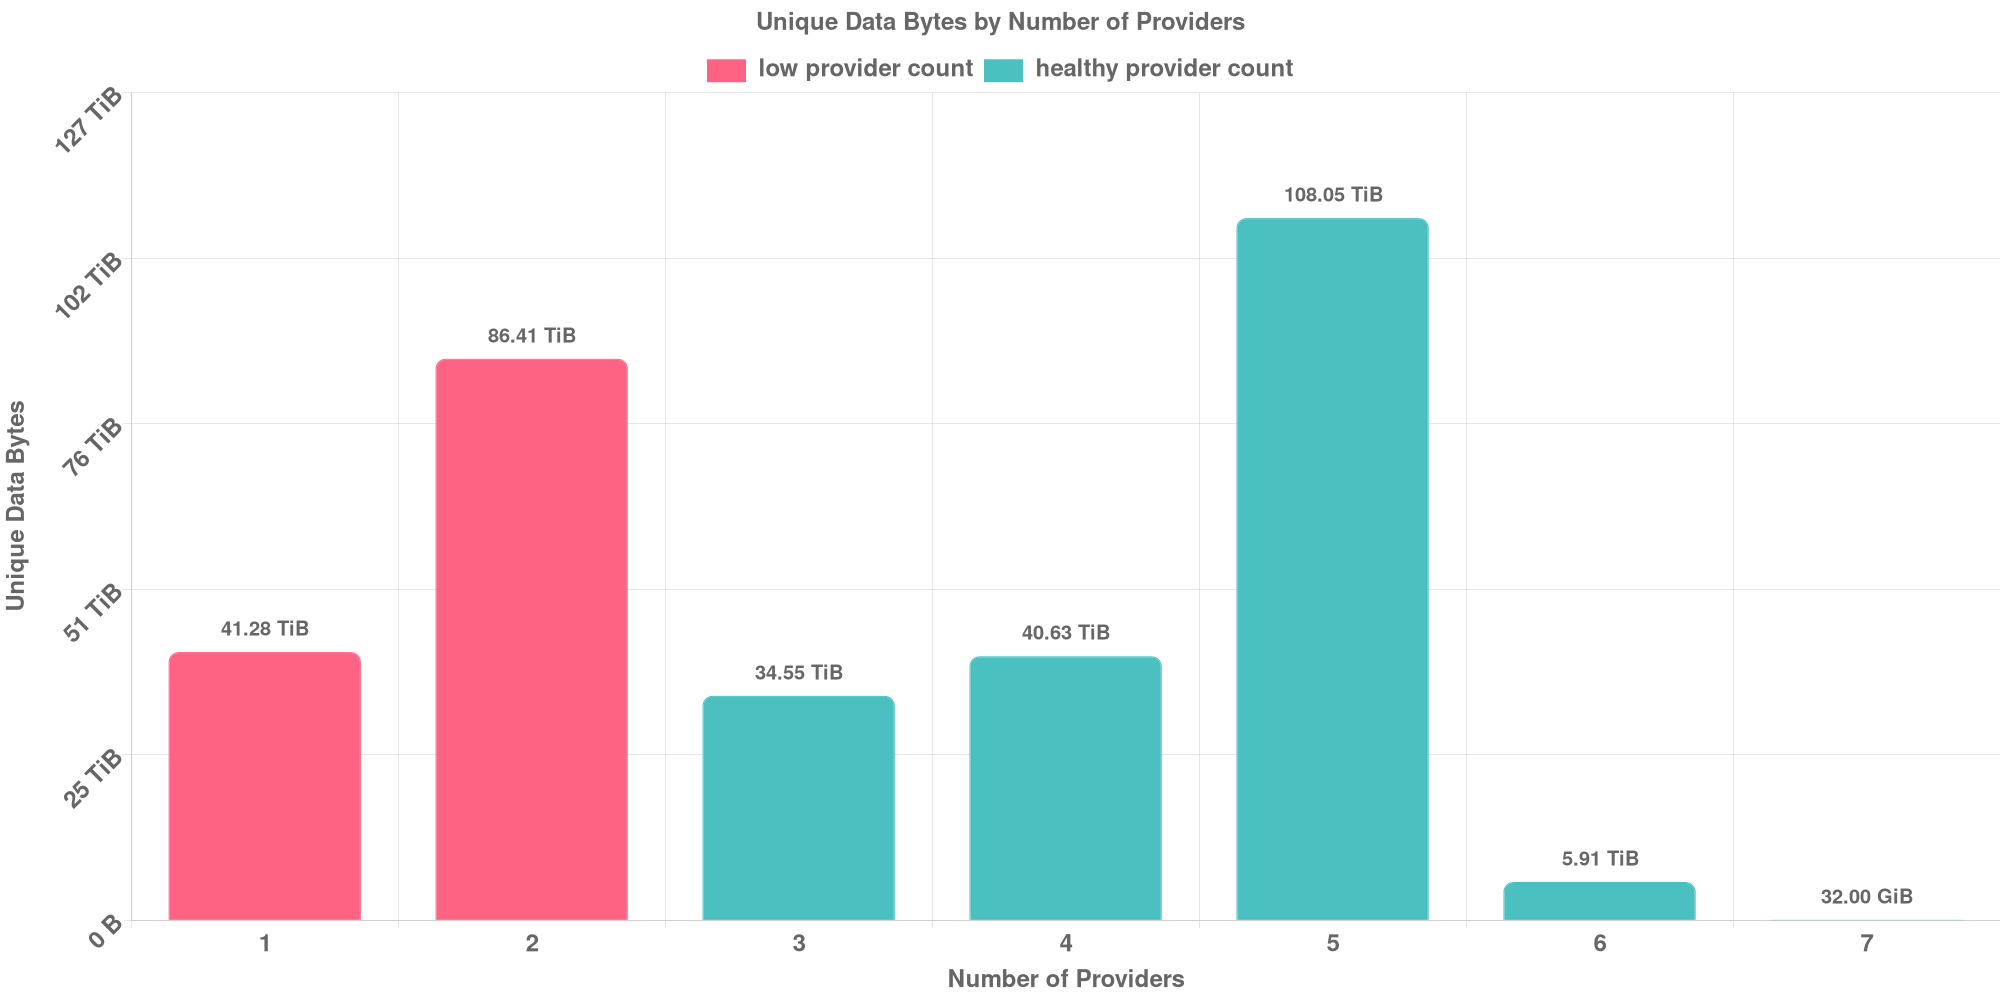 Unique Data Bytes by Number of Providers
low provider count
healthy provider count
127 TiB
102 TiB
76 TiB
51 TiB
25 TiB
0 B
Unique Data Bytes
41.28 TiB
86.41 TiB
34.55 TiB
40.63 TiB
108.05 TiB
5.91 TiB
32.00 GiB
1
2
3
4
5
6
7
Number of Providers